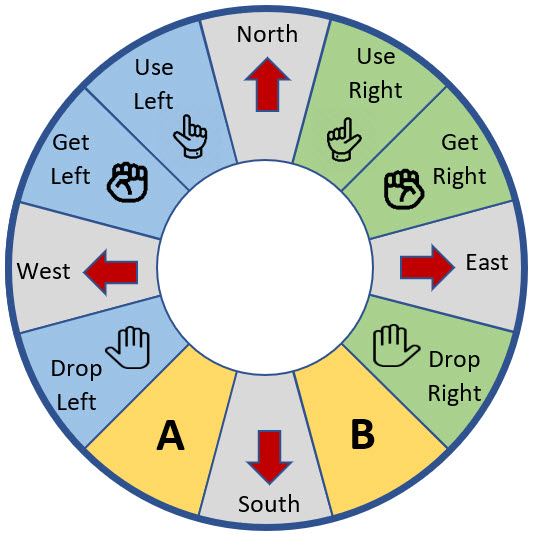 North
Use
Left
Use
Right
Get
Left
Get
Right
West
East
Drop
Left
Drop
Right
A
B
South